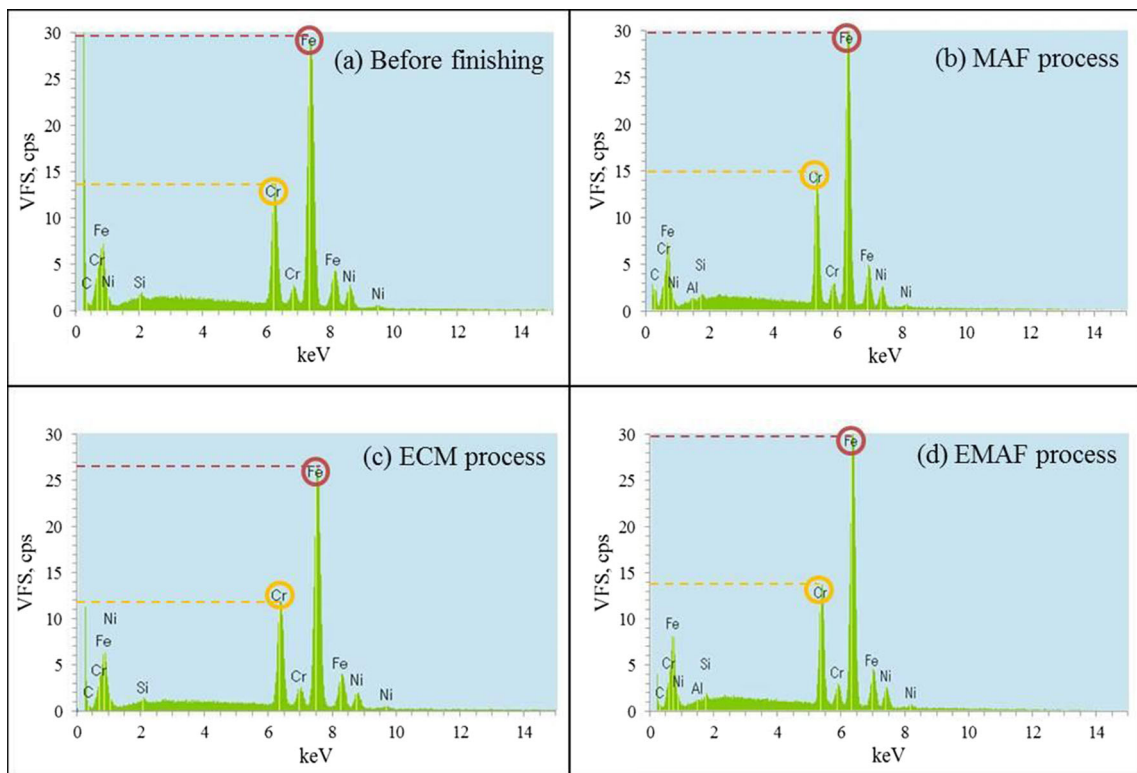 (a) Before finishing
VFS, cps
30
25
20
15
10
5
0
Fe
Cr
Fe
Cr
Ni
C
Si
Cr
Fe
Ni
Ni
0 2 4 6 8 10 12 14
keV
(b) MAF process
VFS, cps
30
25
20
15
10
5
0
Fe
Cr
Fe
Cr
C
Ni
Si
Al
Cr
Fe
Ni
Ni
0 2 4 6 8 10 12 14
keV
(c) ECM process
VFS, cps
30
25
20
15
10
5
0
Fe
Cr
Ni
Fe
Cr
C
Si
Cr
Fe
Ni
Ni
0 2 4 6 8 10 12 14
keV
(d) EMAF process
VFS, cps
30
25
20
15
10
5
0
Fe
Cr
Fe
Cr
Ni
C
Si
Al
Cr
Fe
Ni
Ni
0 2 4 6 8 10 12 14
keV